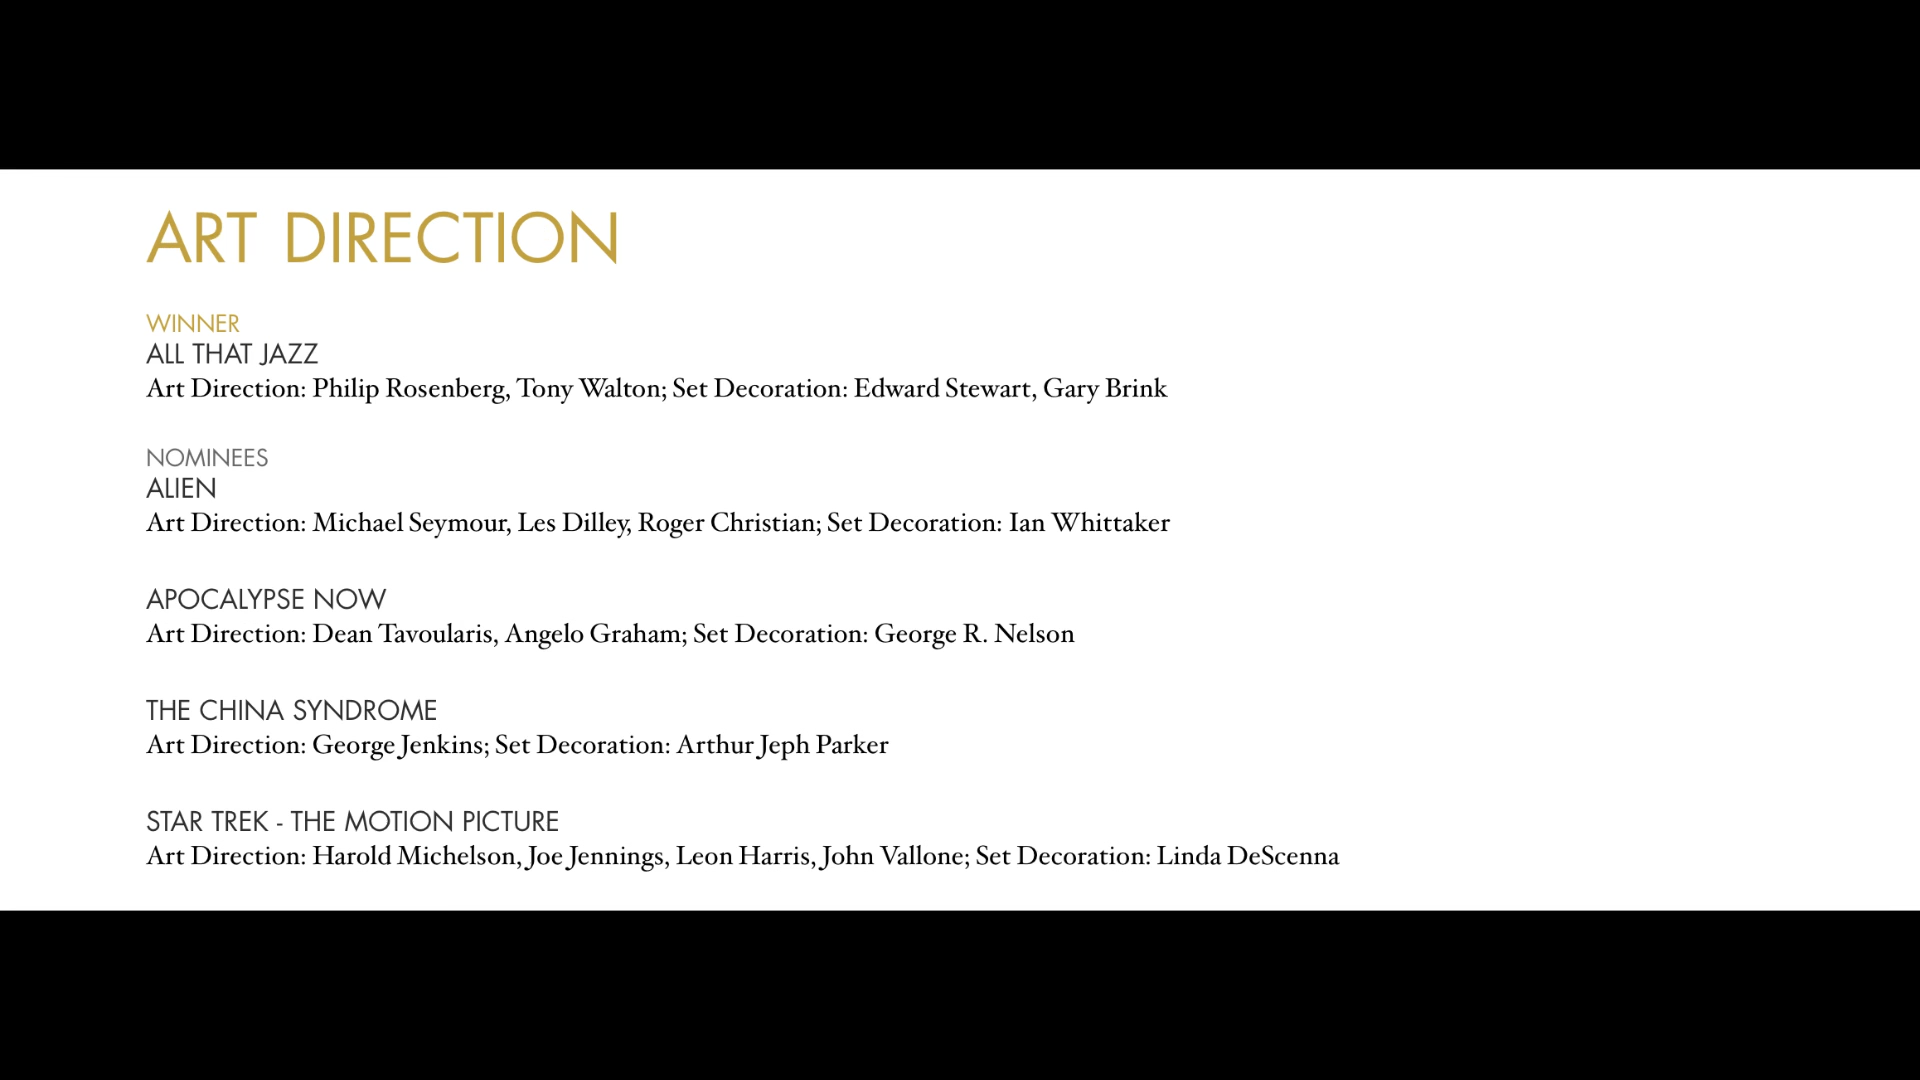 ART DIRECTION
WINNER
ALL THAT JAZZ
Art Direction: Philip Rosenberg, Tony Walton; Set Decoration: Edward Stewart, Gary Brink
NOMINEES
ALIEN
Art Direction: Michael Seymour, Les Dilley, Roger Christian; Set Decoration: Ian Whittaker
APOCALYPSE NOW
Art Direction: Dean Tavoularis, Angelo Graham; Set Decoration: George R. Nelson
THE CHINA SYNDROME
Art Direction: George Jenkins; Set Decoration: Arthur Jeph Parker
STAR TREK - THE MOTION PICTURE
Art Direction: Harold Michelson, Joe Jennings, Leon Harris, John Vallone; Set Decoration: Linda DeScenna